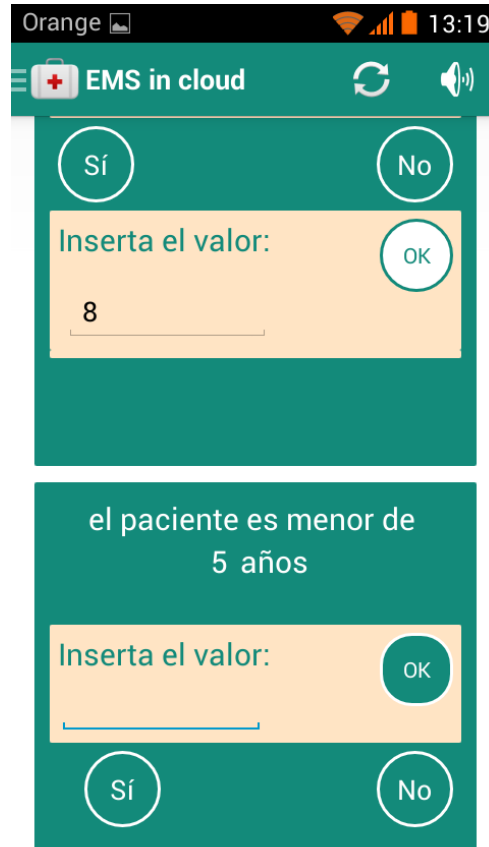 Orange 13:19
EMS in cloud
Sí No
Inserta el valor: OK
8
el paciente es menor de
5 años
Inserta el valor: OK
Sí No